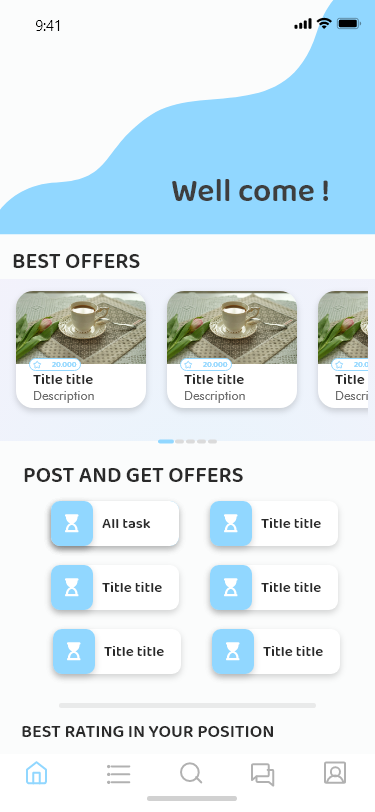 9:41
Well come !
BEST OFFERS
20.000
Title title
Description
20.000
Title title
Description
20.0
Title t
Descri
POST AND GET OFFERS
All task
Title title
Title title
Title title
Title title
Title title
BEST RATING IN YOUR POSITION